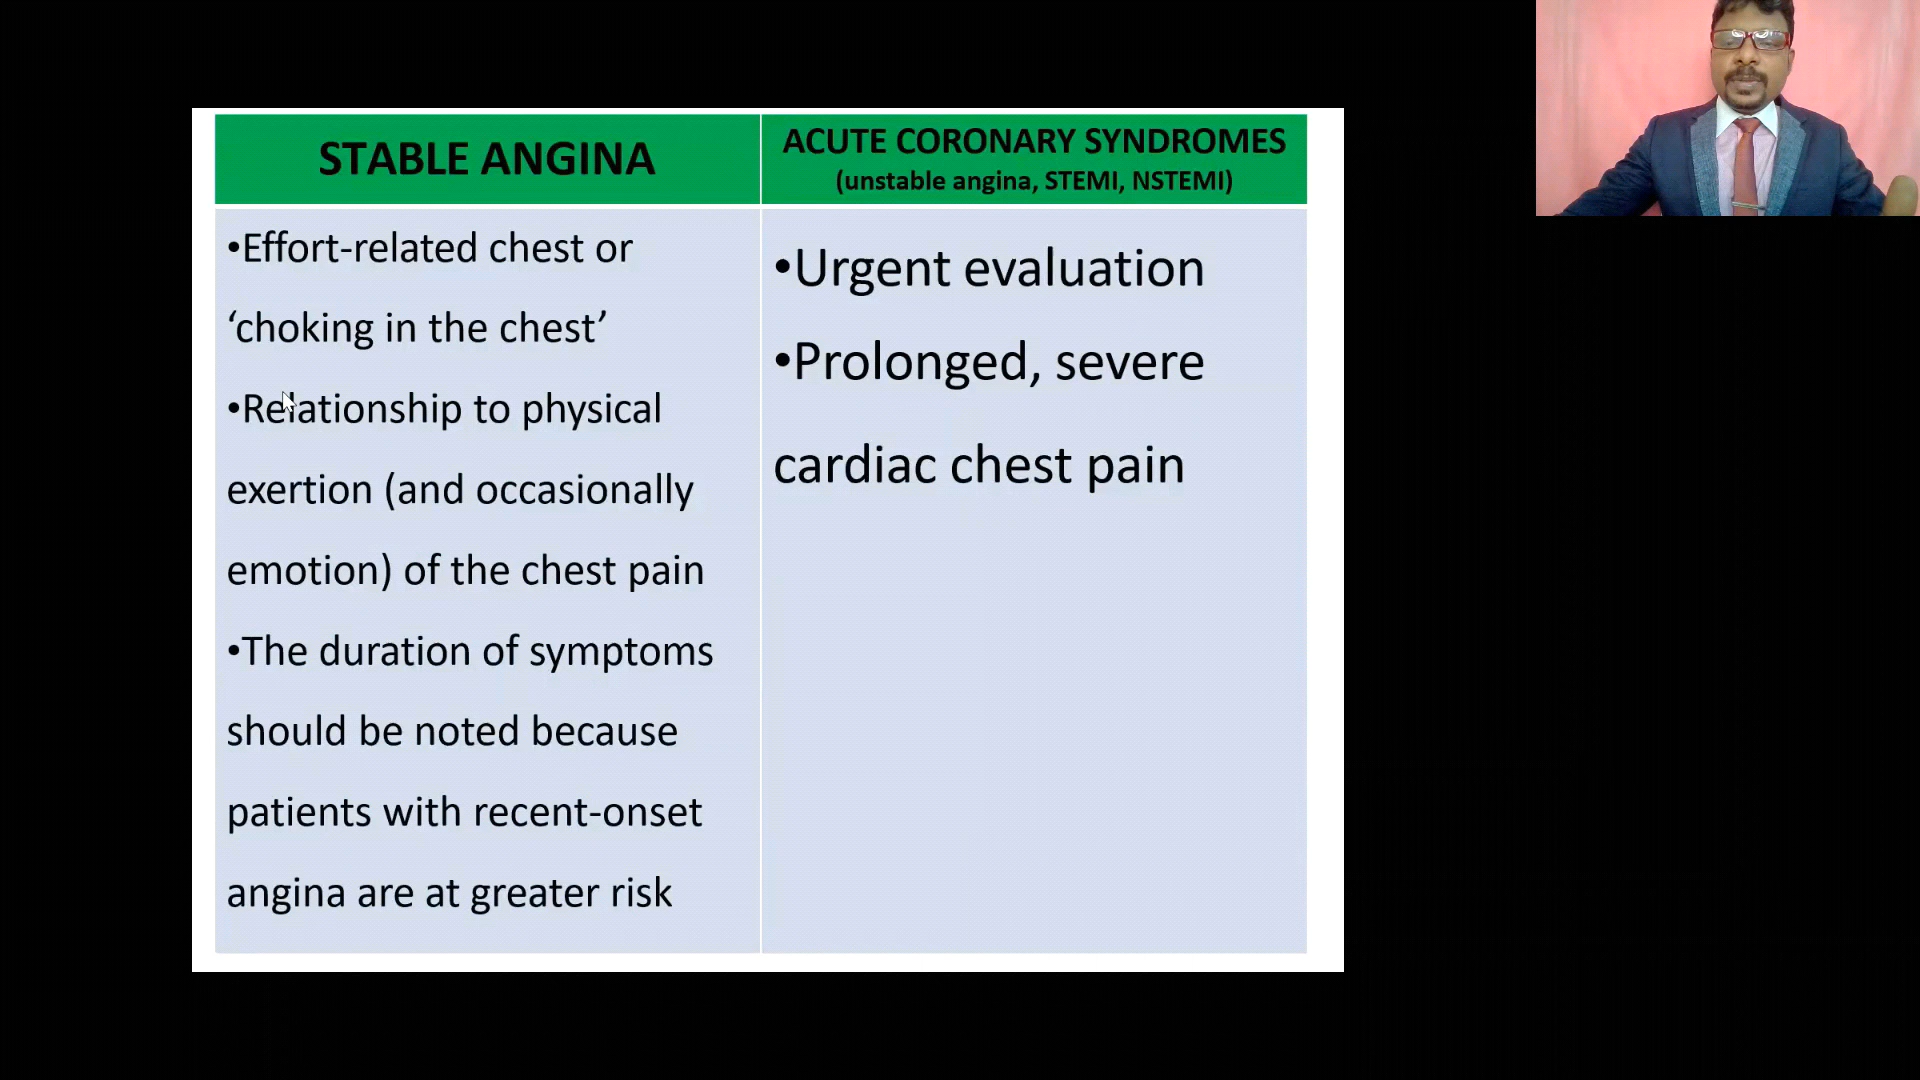 STABLE ANGINA
•Effort-related chest or
‘choking in the chest’
•Relationship to physical
exertion (and occasionally
emotion) of the chest pain
•The duration of symptoms
should be noted because
patients with recent-onset
angina are at greater risk
ACUTE CORONARY SYNDROMES
(unstable angina, STEMI, NSTEMI)
•Urgent evaluation
•Prolonged, severe
cardiac chest pain